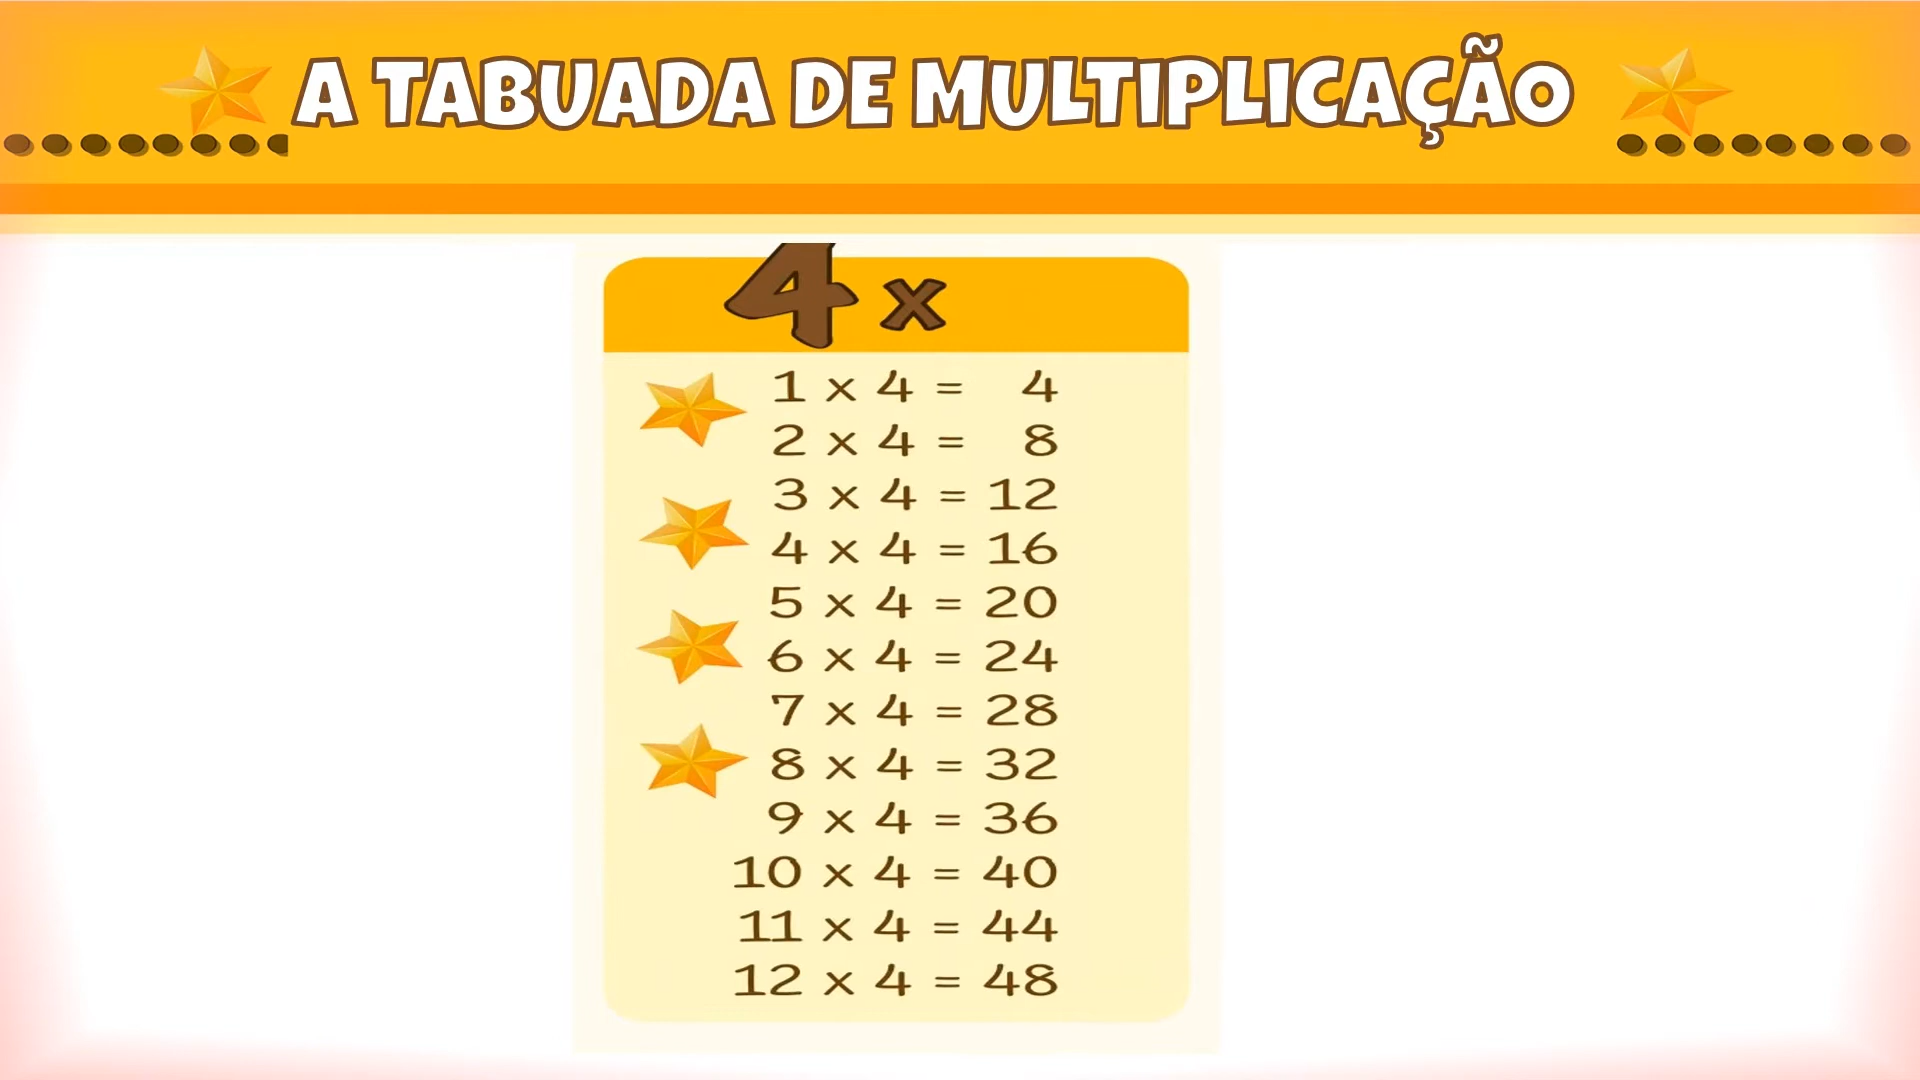 A TABUADA DE MULTIPLICAÇÃO
4 x
1 x 4 = 4
2 x 4 = 8
3 x 4 = 12
4 x 4 = 16
5 x 4 = 20
6 x 4 = 24
7 x 4 = 28
8 x 4 = 32
9 x 4 = 36
10 x 4 = 40
11 x 4 = 44
12 x 4 = 48